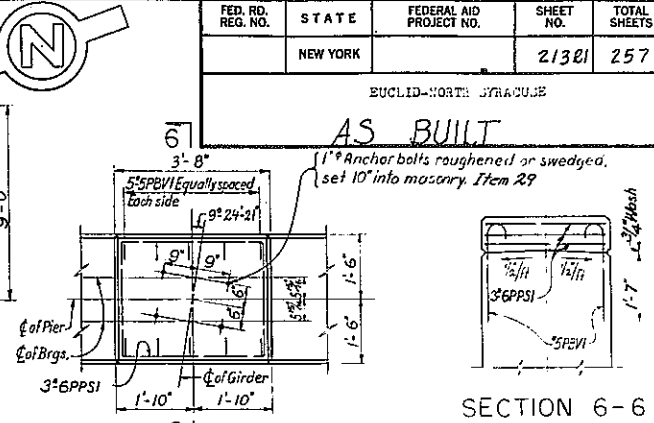 N
FED. RD. REG. NO.
STATE
FEDERAL AID PROJECT NO.
SHEET NO.
TOTAL SHEETS
NEW YORK
257
EUCLID-NORTH SYRACUSE
AS BUILT
6
3'-8"
1"ø Anchor bolts roughened or swedged,
set 10" into masonry. Item 29
5-5PBV1 Equally spaced
Each side
9°24'-21"
9" 9"
6"
6"
1'-6"
1'-6"
℄ of Pier
℄ of Brgs.
3-6PPS1
℄ of Girder
1'-10" 1'-10"
3/4" Wash
1/2"/ft 1/2"/ft
3-6PPS1
1'-7"
5PBV1
SECTION 6-6